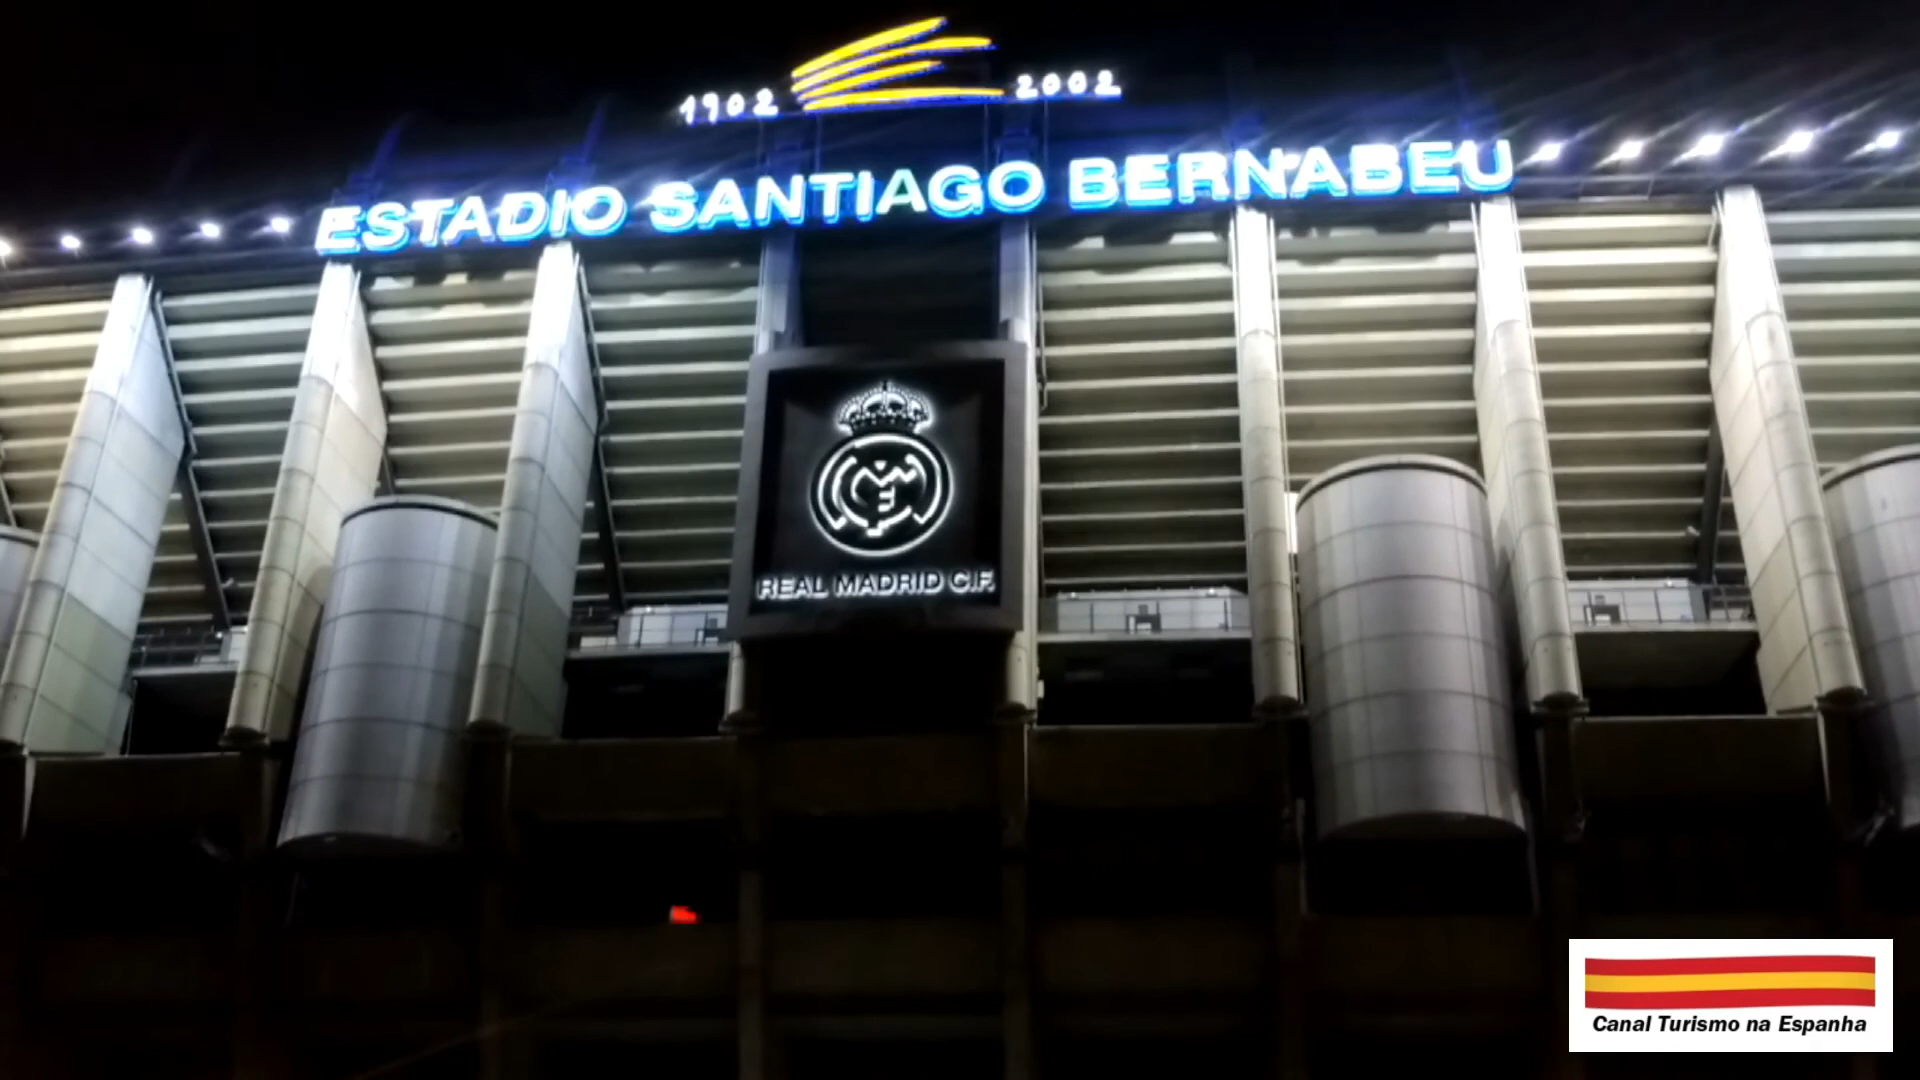 1902 2002
ESTADIO SANTIAGO BERNABEU
REAL MADRID C.F.
Canal Turismo na Espanha